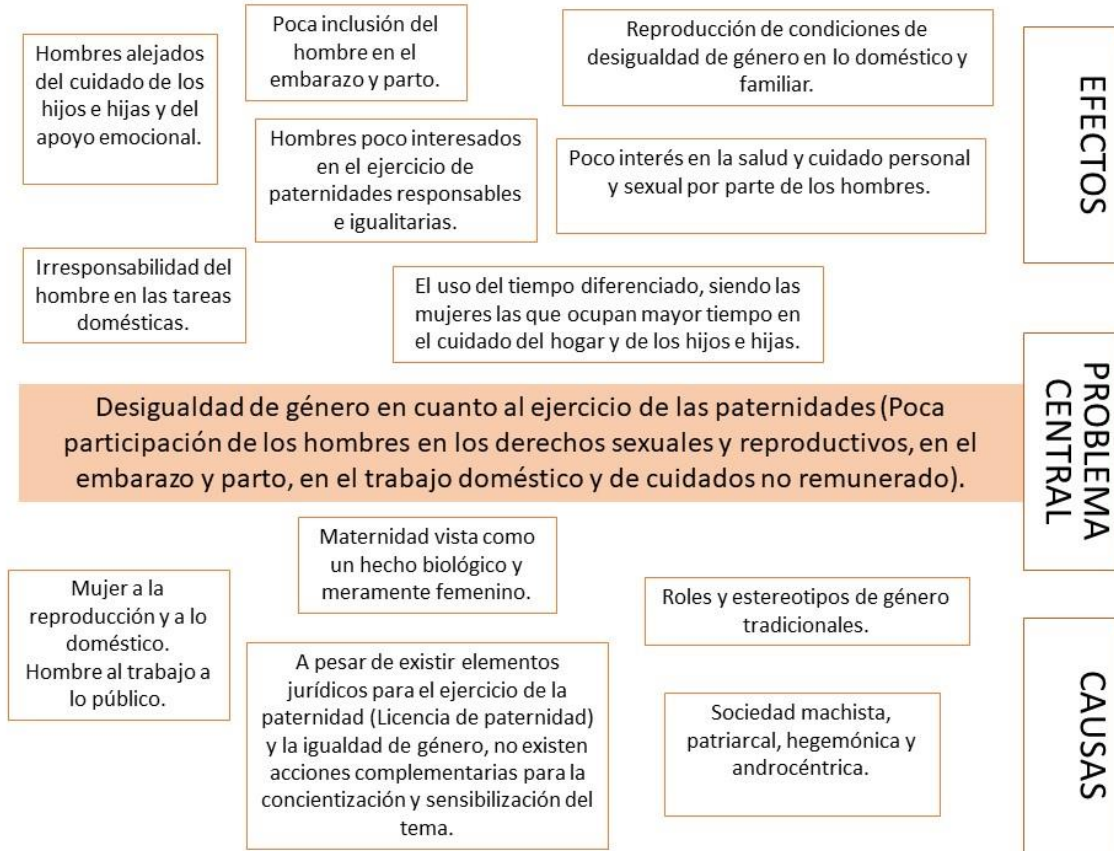 Hombres alejados
del cuidado de los
hijos e hijas y del
apoyo emocional.
Poca inclusión del
hombre en el
embarazo y parto.
Reproducción de condiciones de
desigualdad de género en lo doméstico y
familiar.
Hombres poco interesados
en el ejercicio de
paternidades responsables
e igualitarias.
Poco interés en la salud y cuidado personal
y sexual por parte de los hombres.
Irresponsabilidad del
hombre en las tareas
domésticas.
El uso del tiempo diferenciado, siendo las
mujeres las que ocupan mayor tiempo en
el cuidado del hogar y de los hijos e hijas.
EFECTOS
Desigualdad de género en cuanto al ejercicio de las paternidades (Poca
participación de los hombres en los derechos sexuales y reproductivos, en el
embarazo y parto, en el trabajo doméstico y de cuidados no remunerado).
PROBLEMA
CENTRAL
Mujer a la
reproducción y a lo
doméstico.
Hombre al trabajo a
lo público.
Maternidad vista como
un hecho biológico y
meramente femenino.
Roles y estereotipos de género
tradicionales.
A pesar de existir elementos
jurídicos para el ejercicio de la
paternidad (Licencia de paternidad)
y la igualdad de género, no existen
acciones complementarias para la
concientización y sensibilización del
tema.
Sociedad machista,
patriarcal, hegemónica y
androcéntrica.
CAUSAS